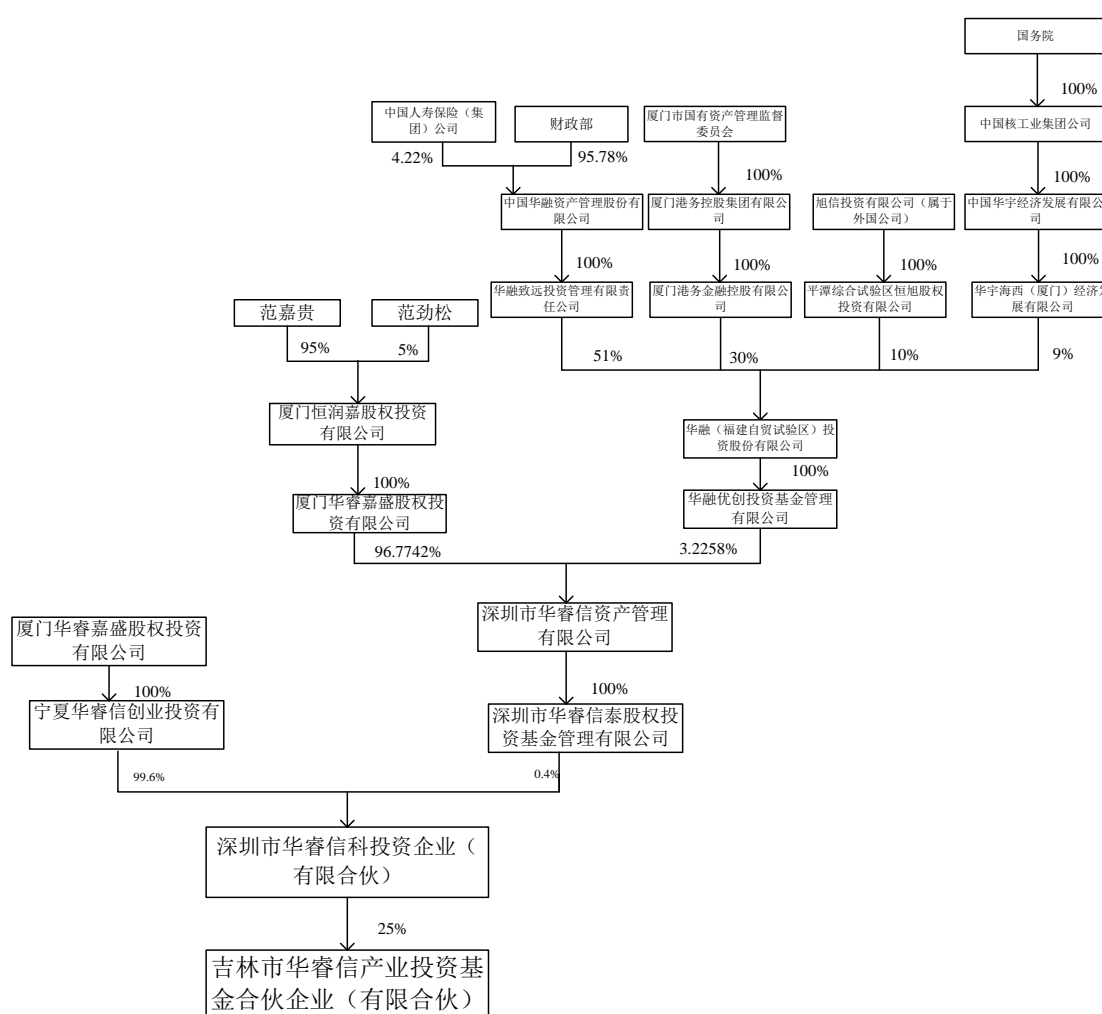 国务院
100%
中国人寿保险（集
团）公司
财政部
厦门市国有资产管理监督
委员会
中国核工业集团公司
4.22%
95.78%
100%
100%
中国华融资产管理股份有
限公司
厦门港务控股集团有限公
司
旭信投资有限公司（属于
外国公司）
中国华宇经济发展有限公
司
100%
100%
100%
100%
华融致远投资管理有限责
任公司
厦门港务金融控股有限公
司
平潭综合试验区恒旭股权
投资有限公司
华宇海西（厦门）经济发
展有限公司
范嘉贵
范劲松
95%
5%
51%
30%
10%
9%
厦门恒润嘉股权投资
有限公司
华融（福建自贸试验区）投
资股份有限公司
100%
100%
厦门华睿嘉盛股权投
资有限公司
华融优创投资基金管理
有限公司
96.7742%
3.2258%
深圳市华睿信资产管理
有限公司
厦门华睿嘉盛股权投资
有限公司
100%
100%
宁夏华睿信创业投资有
限公司
深圳市华睿信泰股权投
资基金管理有限公司
99.6%
0.4%
深圳市华睿信科投资企业（
有限合伙）
25%
吉林市华睿信产业投资基
金合伙企业（有限合伙）